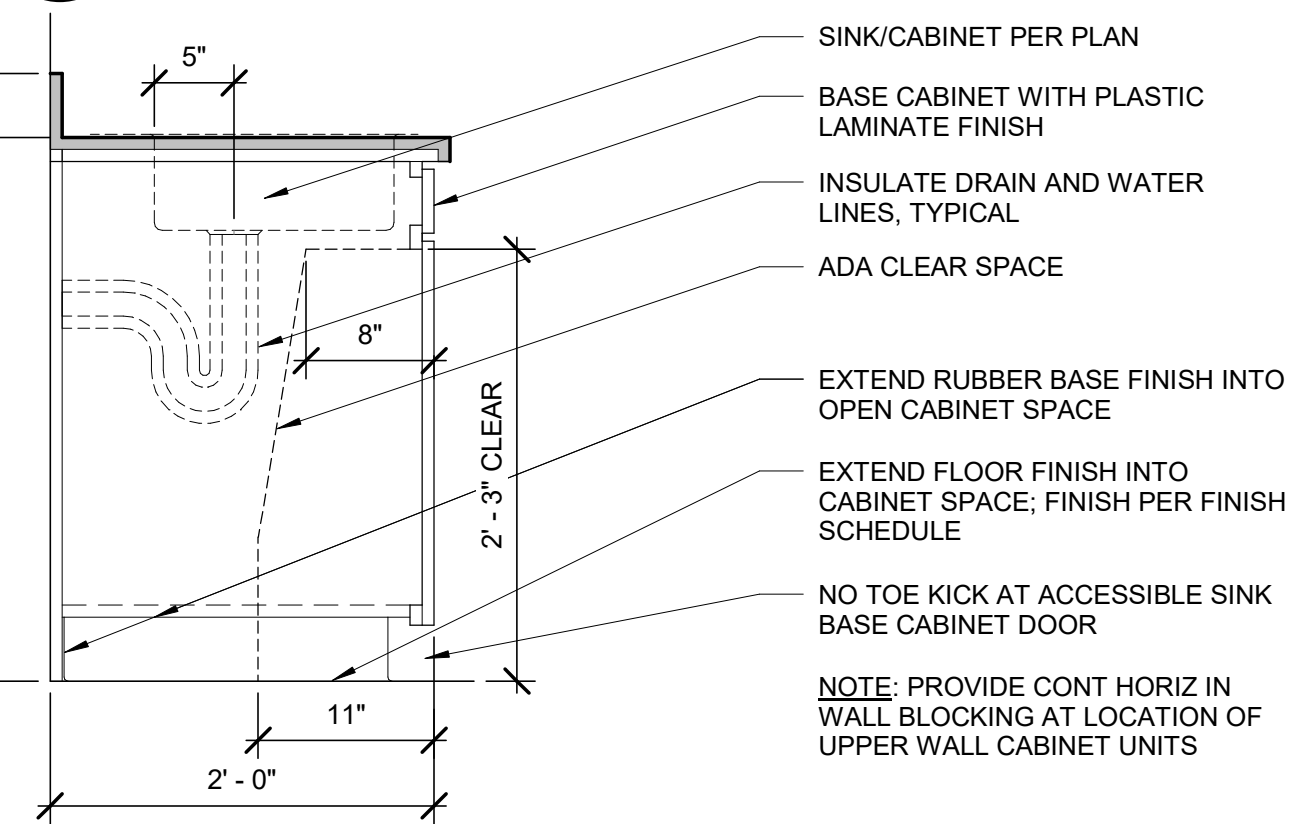 5"
SINK/CABINET PER PLAN
BASE CABINET WITH PLASTIC
LAMINATE FINISH
INSULATE DRAIN AND WATER
LINES, TYPICAL
ADA CLEAR SPACE
8"
2' - 3" CLEAR
EXTEND RUBBER BASE FINISH INTO
OPEN CABINET SPACE
EXTEND FLOOR FINISH INTO
CABINET SPACE; FINISH PER FINISH
SCHEDULE
NO TOE KICK AT ACCESSIBLE SINK
BASE CABINET DOOR
11"
2' - 0"
NOTE: PROVIDE CONT HORIZ IN
WALL BLOCKING AT LOCATION OF
UPPER WALL CABINET UNITS